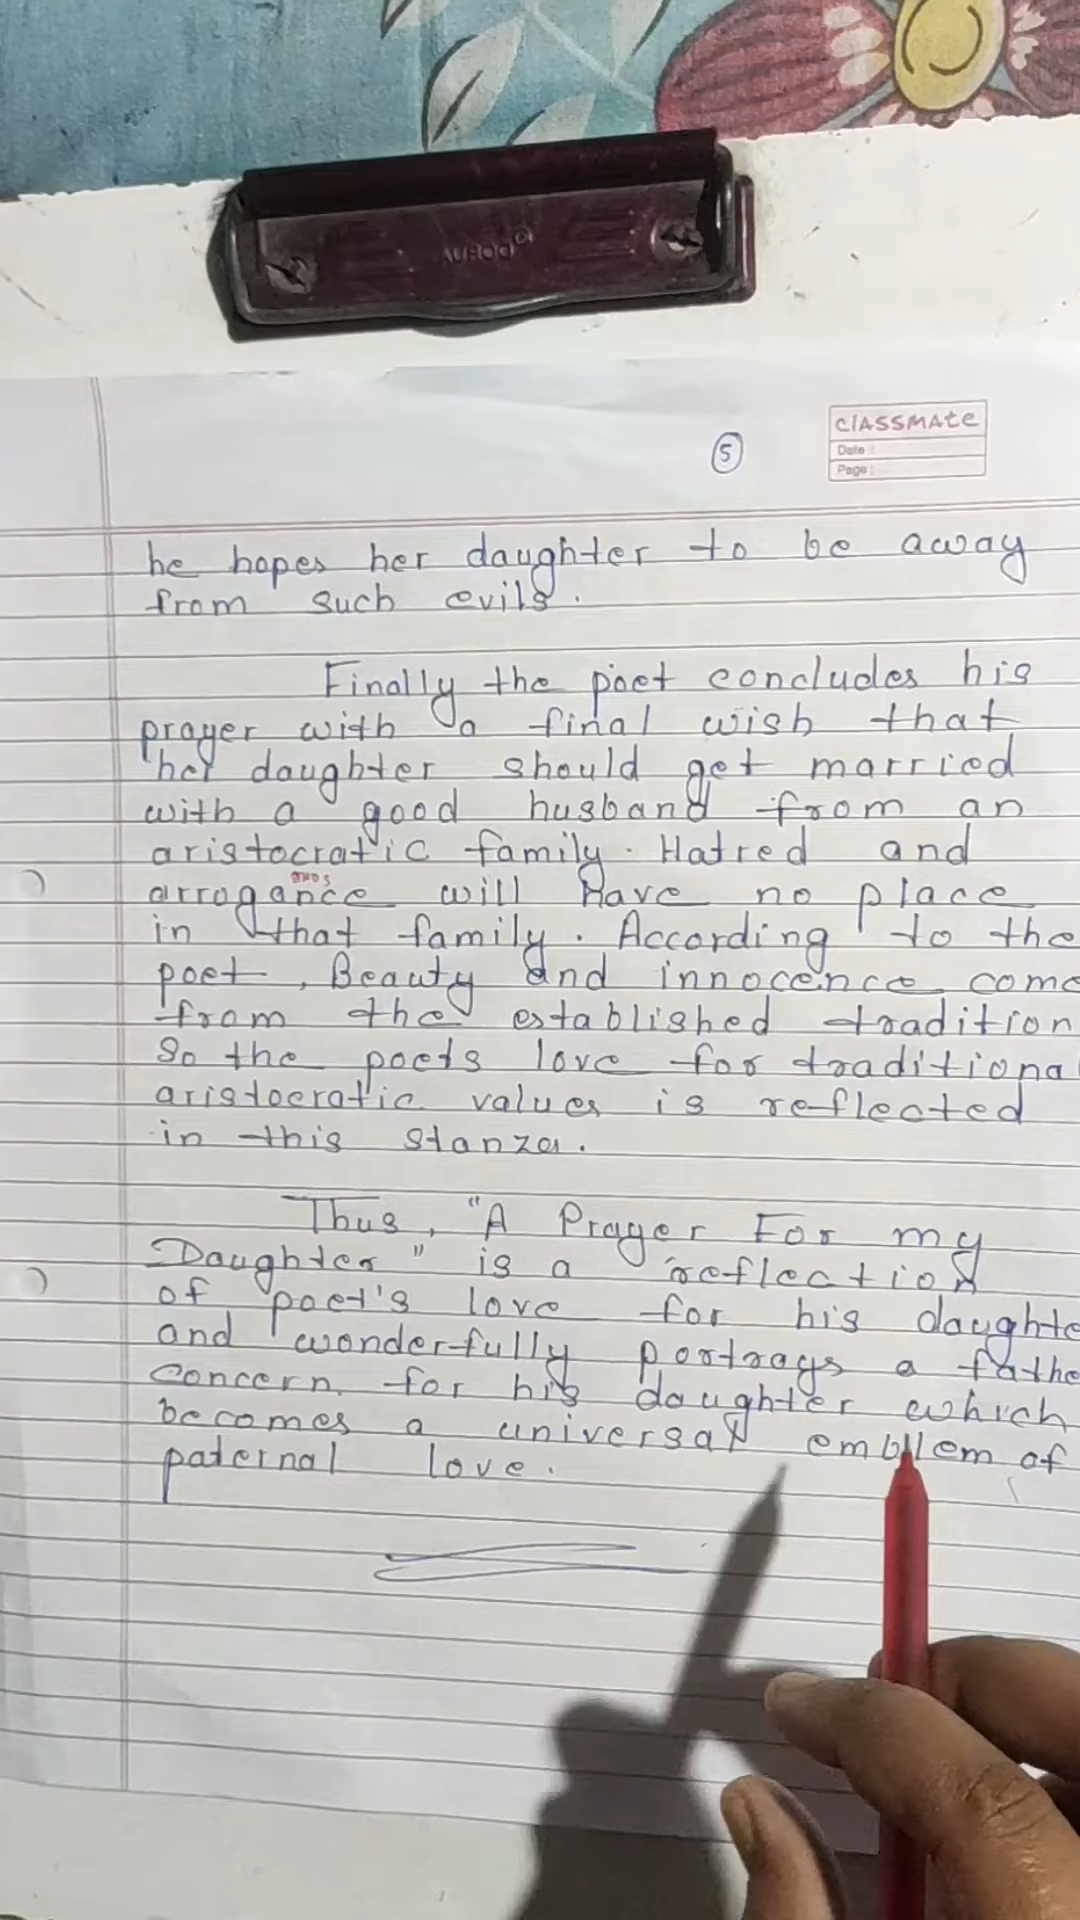 AUROO
5
CLASSMATE
Date :
Page :
he hopes her daughter to be away
from such evils.
Finally the poet concludes his
prayer with a final wish that
her daughter should get married
with a good husband from an
aristocratic family. Hatred and
arrogance will have no place
in that family. According to the
poet, Beauty and innocence come
from the established tradition
So the poets love for traditional
aristocratic values is reflected
in this stanza.
Thus, "A Prayer For my
Daughter" is a reflection
of poet's love for his daughte
and wonderfully portrays a fathe
concern for his daughter which
becomes a universal emblem of
paternal love.